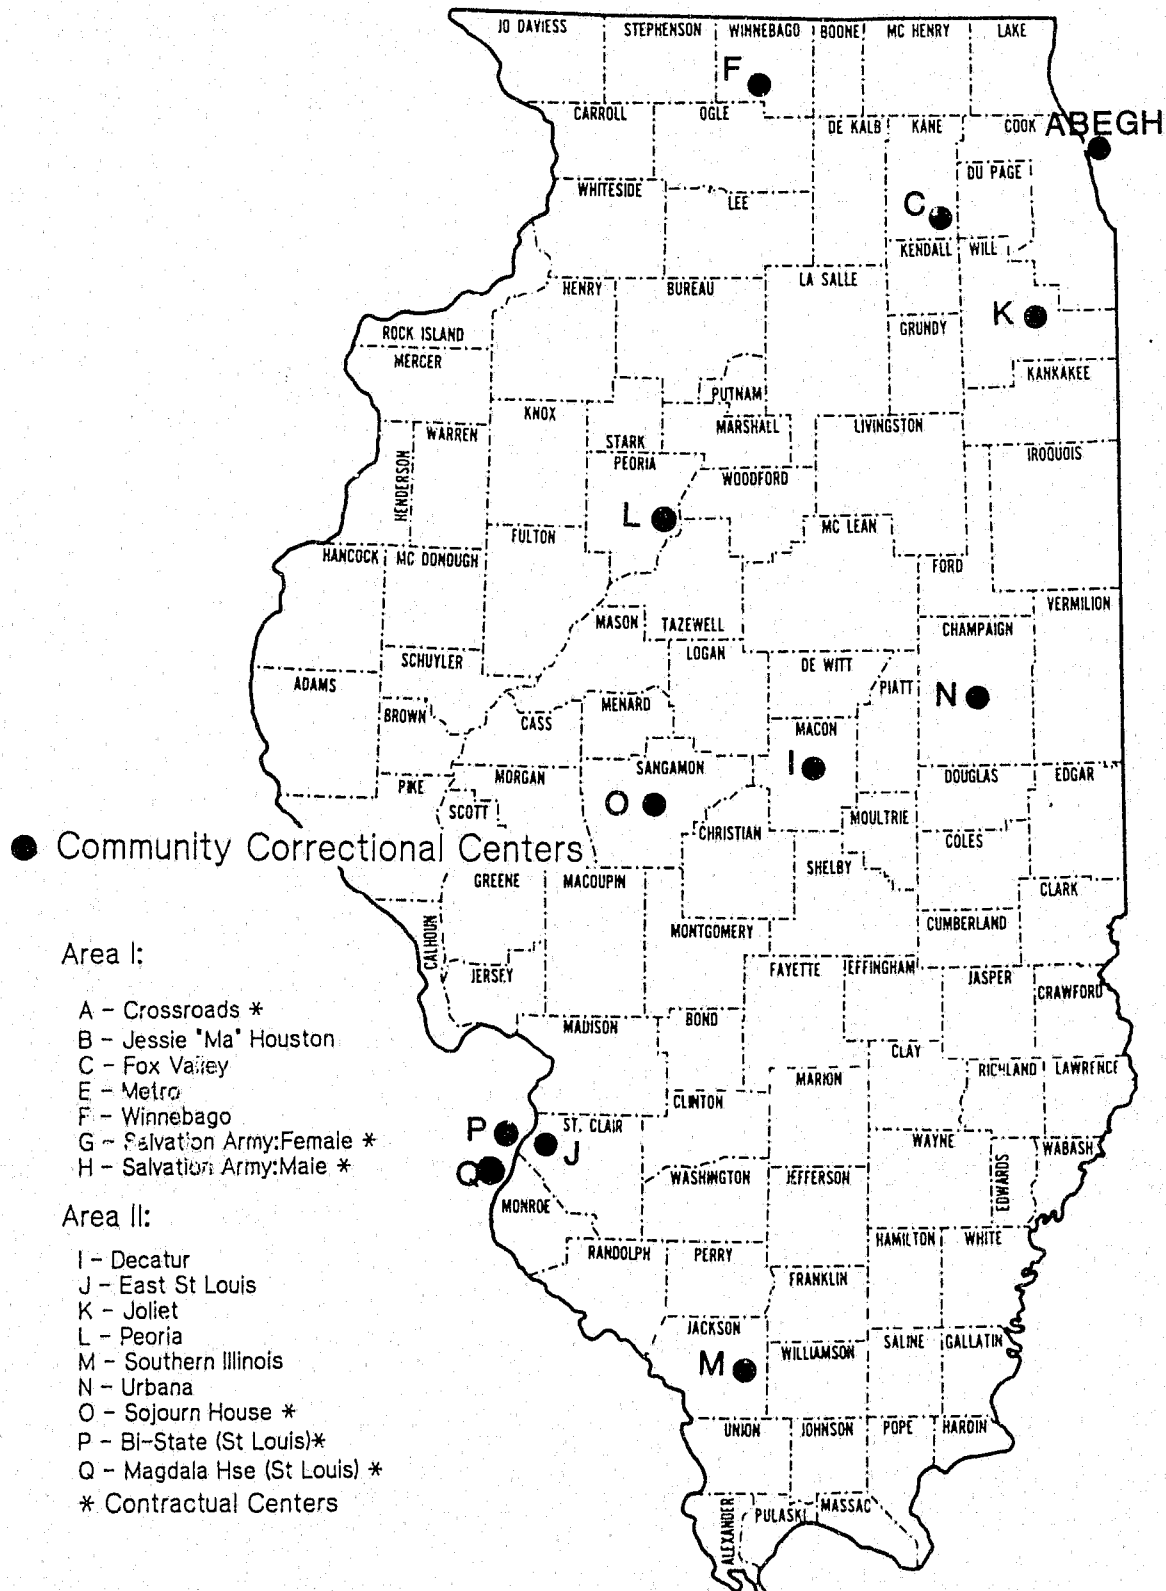 JO DAVIESS STEPHENSON WINNEBAGO BOONE MC HENRY LAKE
F
CARROLL OGLE DE KALB KANE COOK ABEGH
DU PAGE
WHITESIDE LEE C
KENDALL WILL
HENRY BUREAU LA SALLE
K
ROCK ISLAND GRUNDY
MERCER KANKAKEE
PUTNAM
KNOX MARSHALL LIVINGSTON
WARREN STARK IROQUOIS
PEORIA
HENDERSON WOODFORD
L MC LEAN
FULTON
HANCOCK MC DONOUGH FORD
VERMILION
MASON TAZEWELL CHAMPAIGN
LOGAN
SCHUYLER DE WITT
ADAMS PIATT N
BROWN CASS MENARD
MACON
I
PIKE MORGAN SANGAMON DOUGLAS EDGAR
SCOTT O MOULTRIE
CHRISTIAN COLES
Community Correctional Centers
SHELBY
GREENE MACOUPIN CLARK
CUMBERLAND
CALHOUN MONTGOMERY
JERSEY FAYETTE EFFINGHAM JASPER
CRAWFORD
MADISON BOND
CLAY
MARION RICHLAND LAWRENCE
CLINTON
P J ST. CLAIR
WAYNE WABASH
Q WASHINGTON JEFFERSON EDWARDS
MONROE
HAMILTON WHITE
RANDOLPH PERRY
FRANKLIN
JACKSON SALINE GALLATIN
WILLIAMSON
M
UNION JOHNSON POPE HARDIN
ALEXANDER PULASKI MASSAC
Area I:
A - Crossroads *
B - Jessie "Ma" Houston
C - Fox Valley
E - Metro
F - Winnebago
G - Salvation Army:Female *
H - Salvation Army:Male *
Area II:
I - Decatur
J - East St Louis
K - Joliet
L - Peoria
M - Southern Illinois
N - Urbana
O - Sojourn House *
P - Bi-State (St Louis)*
Q - Magdala Hse (St Louis) *
* Contractual Centers